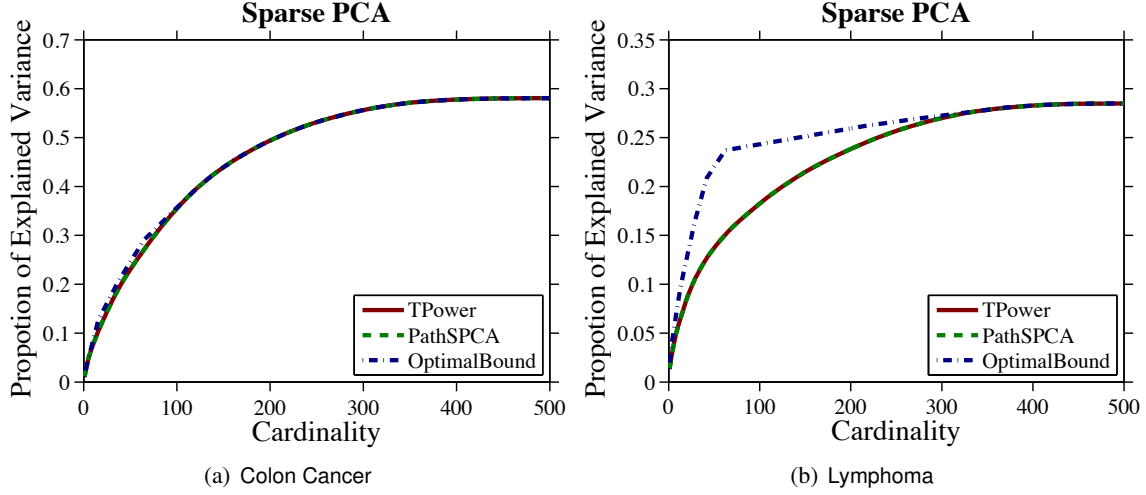 Sparse PCA
0.7
0.6
0.5
0.4
0.3
0.2
0.1
0
Propotion of Explained Variance
TPower
PathSPCA
OptimalBound
0 100 200 300 400 500
Cardinality
(a) Colon Cancer
Sparse PCA
0.35
0.3
0.25
0.2
0.15
0.1
0.05
0
Propotion of Explained Variance
TPower
PathSPCA
OptimalBound
0 100 200 300 400 500
Cardinality
(b) Lymphoma